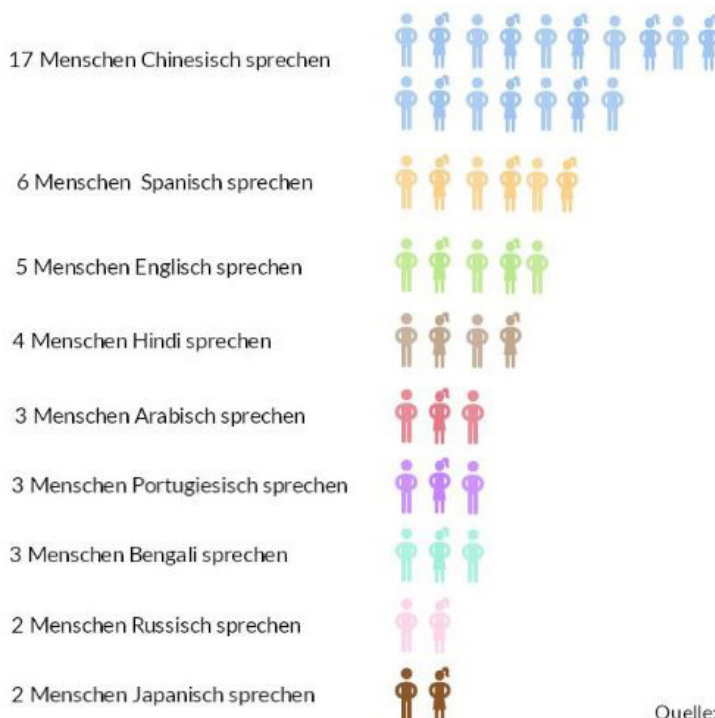 17 Menschen Chinesisch sprechen
6 Menschen Spanisch sprechen
5 Menschen Englisch sprechen
4 Menschen Hindi sprechen
3 Menschen Arabisch sprechen
3 Menschen Portugiesisch sprechen
3 Menschen Bengali sprechen
2 Menschen Russisch sprechen
2 Menschen Japanisch sprechen
Quelle: